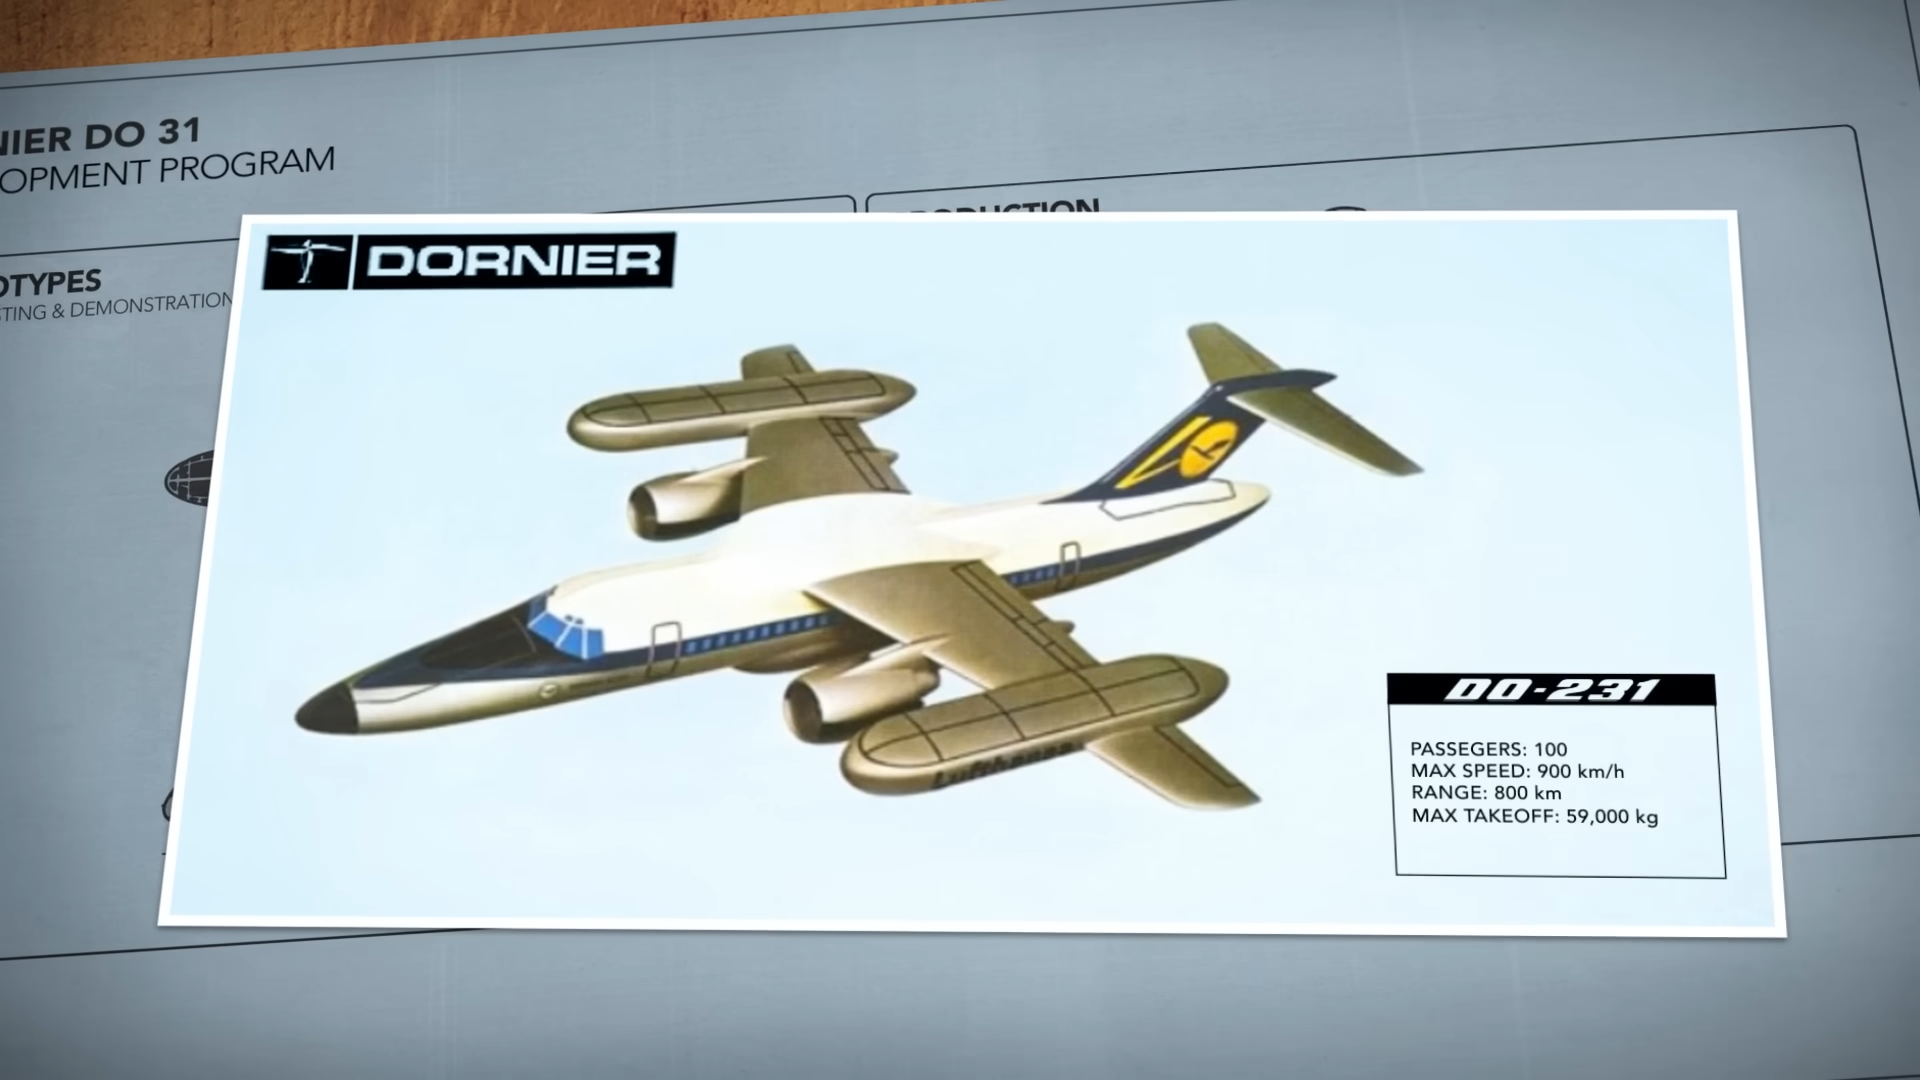 NIER DO 31
OPMENT PROGRAM
OTYPES
STING & DEMONSTRATION
DORNIER
Lufthansa
DO-231
PASSEGERS: 100
MAX SPEED: 900 km/h
RANGE: 800 km
MAX TAKEOFF: 59,000 kg